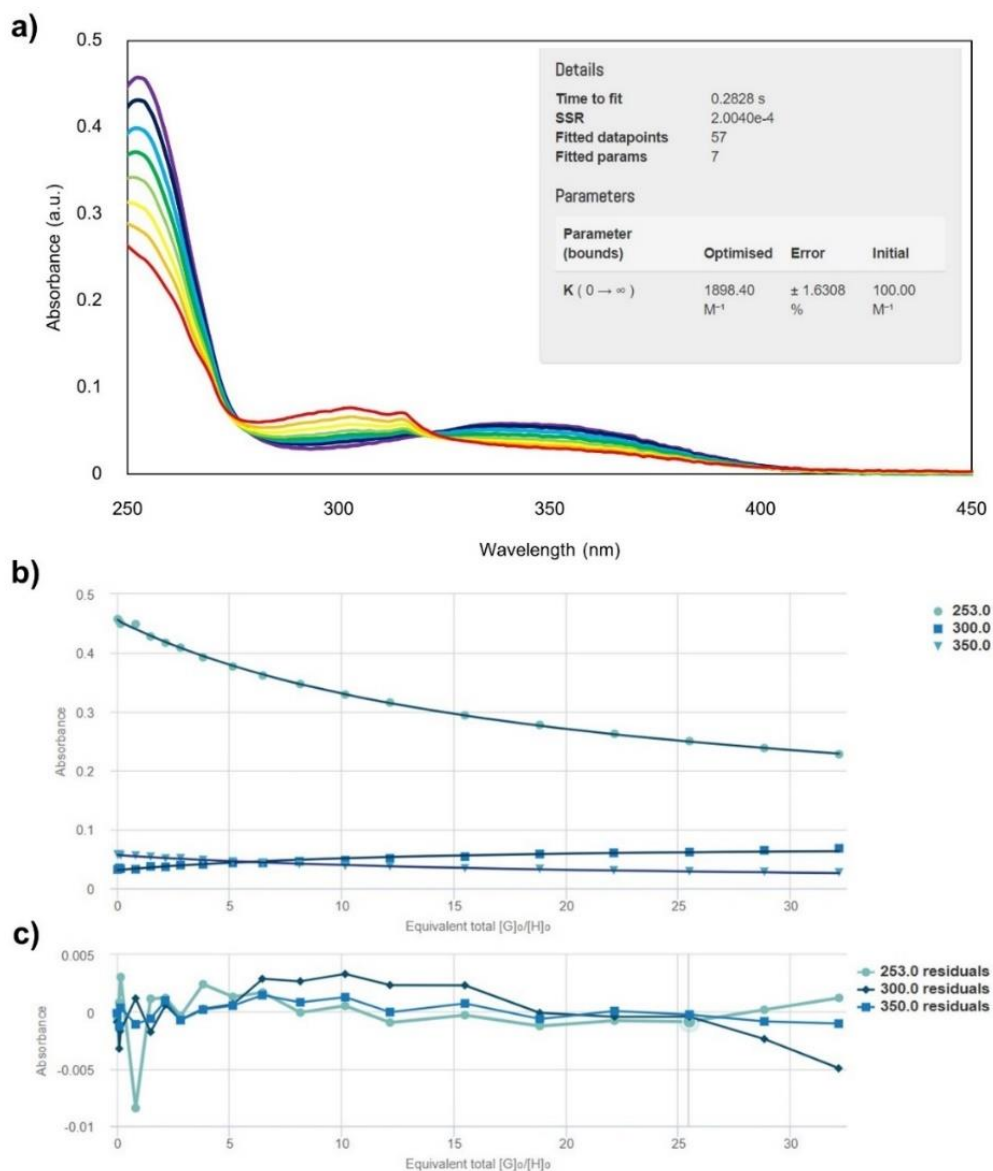 a)
0.5
0.4
0.3
0.2
0.1
0
Absorbance (a.u.)
Details
Time to fit 0.2828 s
SSR 2.0040e-4
Fitted datapoints 57
Fitted params 7
Parameters
Parameter (bounds) Optimised Error Initial
K ( 0 → ∞ ) 1898.40 M⁻¹ ± 1.6308 % 100.00 M⁻¹
250 300 350 400 450
Wavelength (nm)
b)
0.5
0.4
0.3
0.2
0.1
0
Absorbance
0 5 10 15 20 25 30
Equivalent total [G]₀/[H]₀
253.0
300.0
350.0
c)
0.005
0
-0.005
-0.01
Absorbance
0 5 10 15 20 25 30
Equivalent total [G]₀/[H]₀
253.0 residuals
300.0 residuals
350.0 residuals